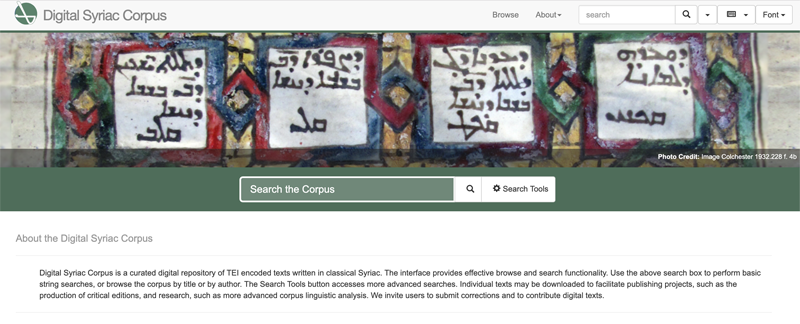 Digital Syriac Corpus
Browse
About
search
Font
Photo Credit: Image Colchester 1932.228 f. 4b
Search the Corpus
Search Tools
About the Digital Syriac Corpus
Digital Syriac Corpus is a curated digital repository of TEI encoded texts written in classical Syriac. The interface provides effective browse and search functionality. Use the above search box to perform basic
string searches, or browse the corpus by title or by author. The Search Tools button accesses more advanced searches. Individual texts may be downloaded to facilitate publishing projects, such as the
production of critical editions, and research, such as more advanced corpus linguistic analysis. We invite users to submit corrections and to contribute digital texts.